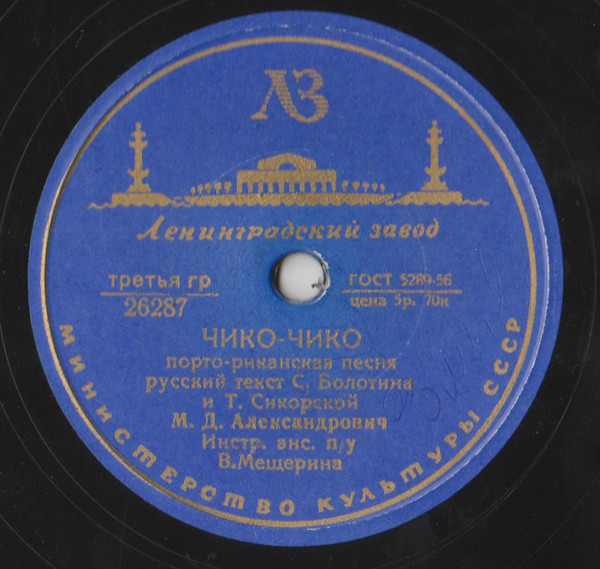 ЛЗ
Ленинградский завод
третья гр
26287
ГОСТ 5289-56
цена 5р. 70к
ЧИКО-ЧИКО
порто-риканская песня
русский текст С. Болотина
и Т. Сикорской
М. Д. Александрович
Инстр. анс. п/у
В.Мещерина
МИНИСТЕРСТВО КУЛЬТУРЫ СССР